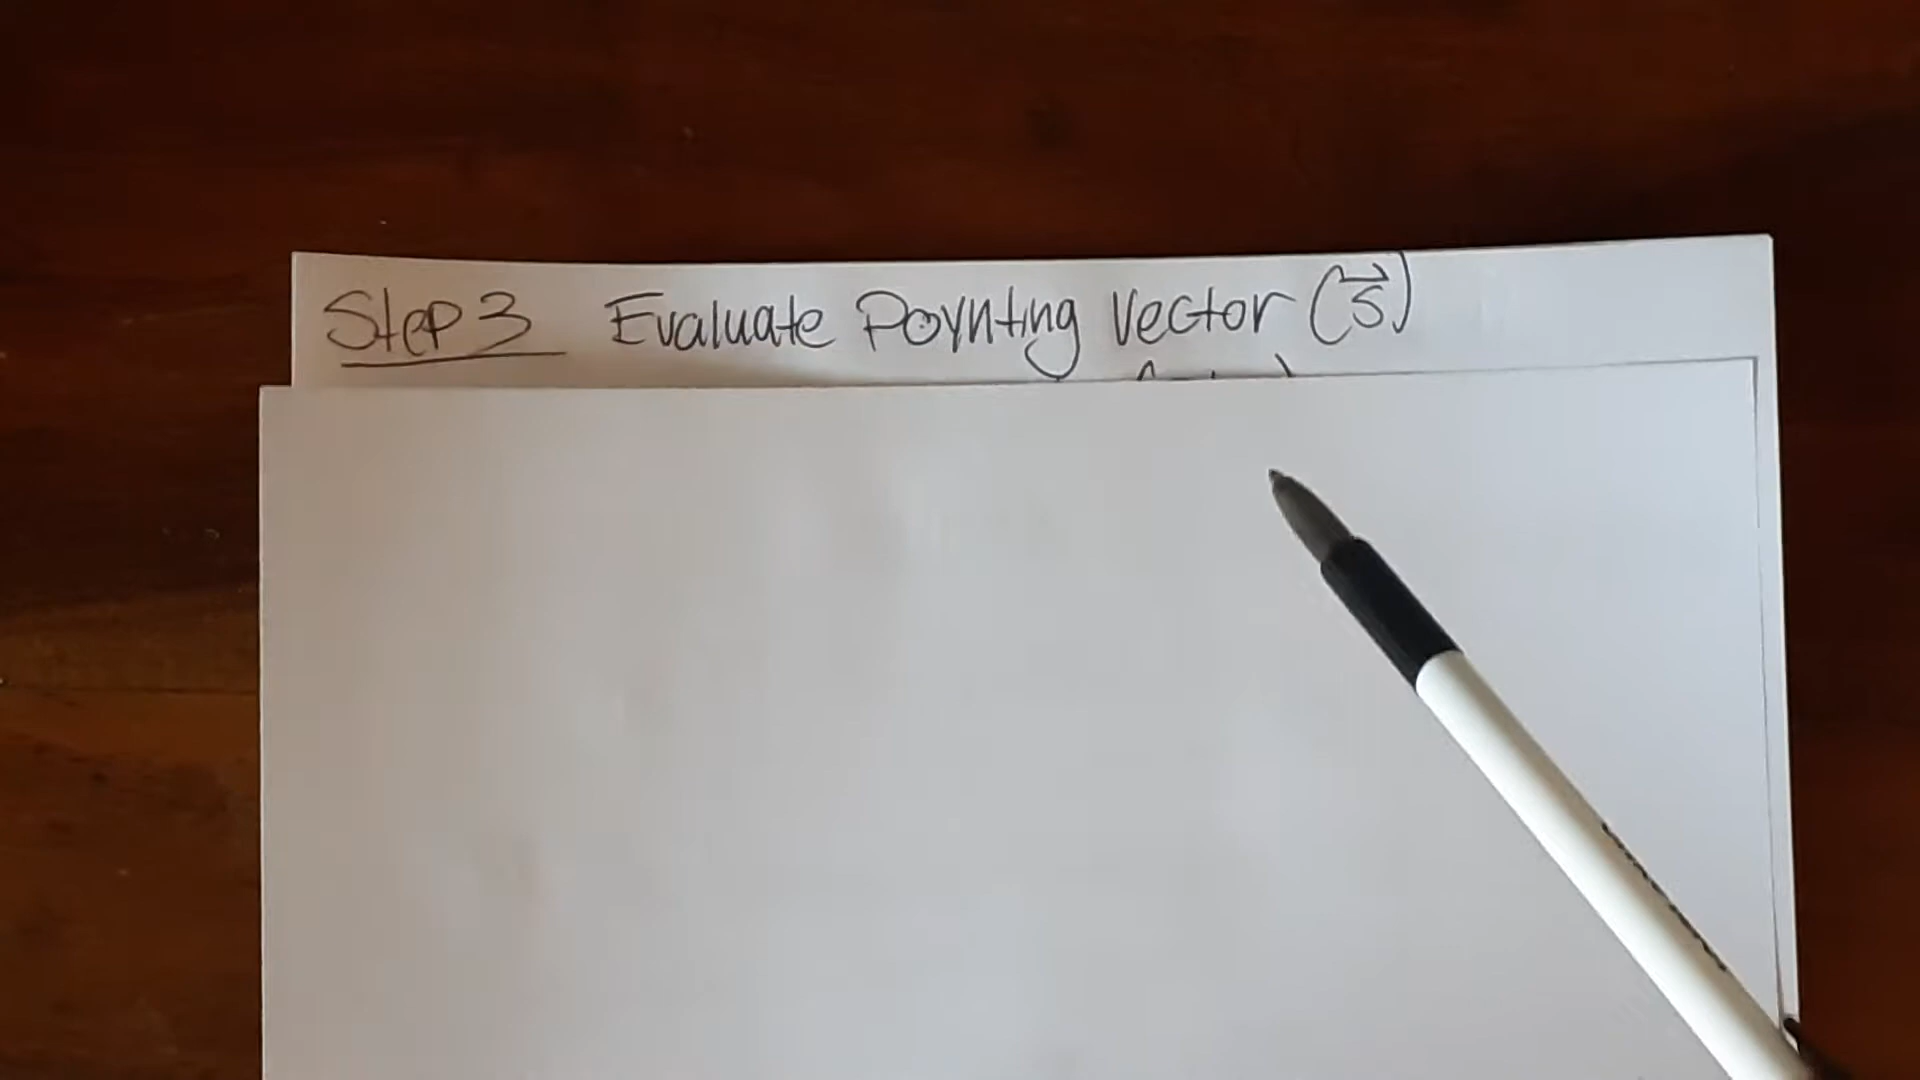 Step 3 Evaluate Poynting Vector (S⃗)